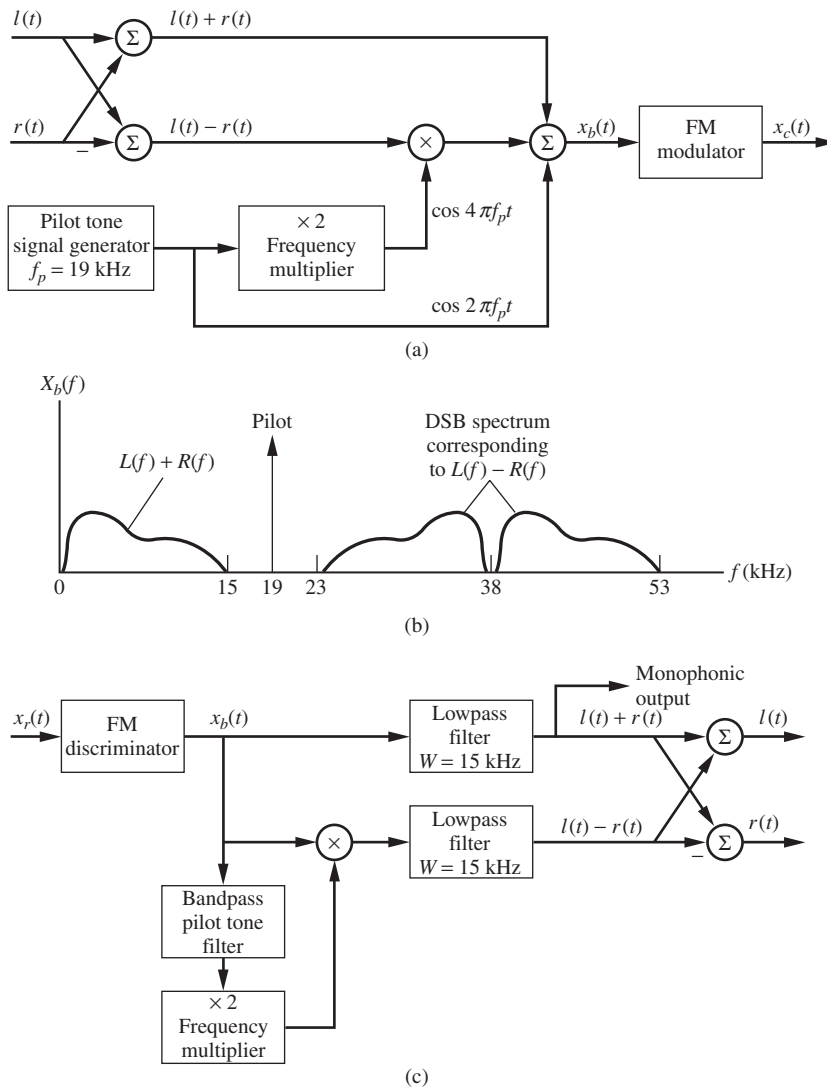 l(t)
l(t) + r(t)
Σ
r(t)
–
Σ
l(t) – r(t)
×
Σ
x_b(t)
FM
modulator
x_c(t)
Pilot tone
signal generator
f_p = 19 kHz
× 2
Frequency
multiplier
cos 4πf_pt
cos 2πf_pt
(a)
X_b(f)
L(f) + R(f)
Pilot
DSB spectrum
corresponding
to L(f) – R(f)
0
15
19
23
38
53
f (kHz)
(b)
x_r(t)
FM
discriminator
x_b(t)
Lowpass
filter
W = 15 kHz
Monophonic
output
l(t) + r(t)
Σ
l(t)
×
Lowpass
filter
W = 15 kHz
l(t) – r(t)
–
Σ
r(t)
Bandpass
pilot tone
filter
× 2
Frequency
multiplier
(c)